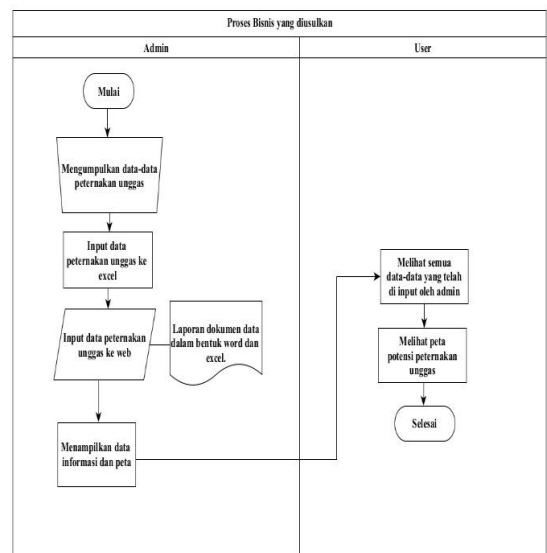 Proses Bisnis yang diusulkan
Admin
User
Mulai
Mengumpulkan data-data
peternakan unggas
Input data
peternakan unggas ke
excel
Input data peternakan
unggas ke web
Laporan dokumen data
dalam bentuk word dan
excel.
Menampilkan data
informasi dan peta
Melihat semua
data-data yang telah
di input oleh admin
Melihat peta
potensi peternakan
unggas
Selesai